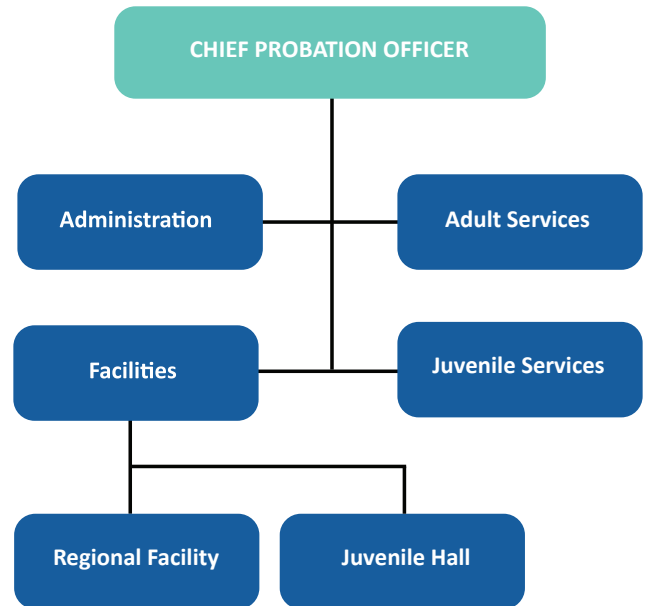 CHIEF PROBATION OFFICER
Administration
Adult Services
Facilities
Juvenile Services
Regional Facility
Juvenile Hall